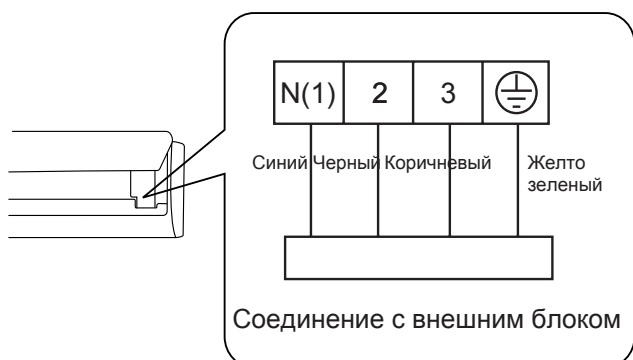 N(1) 2 3
Синий Черный Коричневый Желто
зеленый
Соединение с внешним блоком